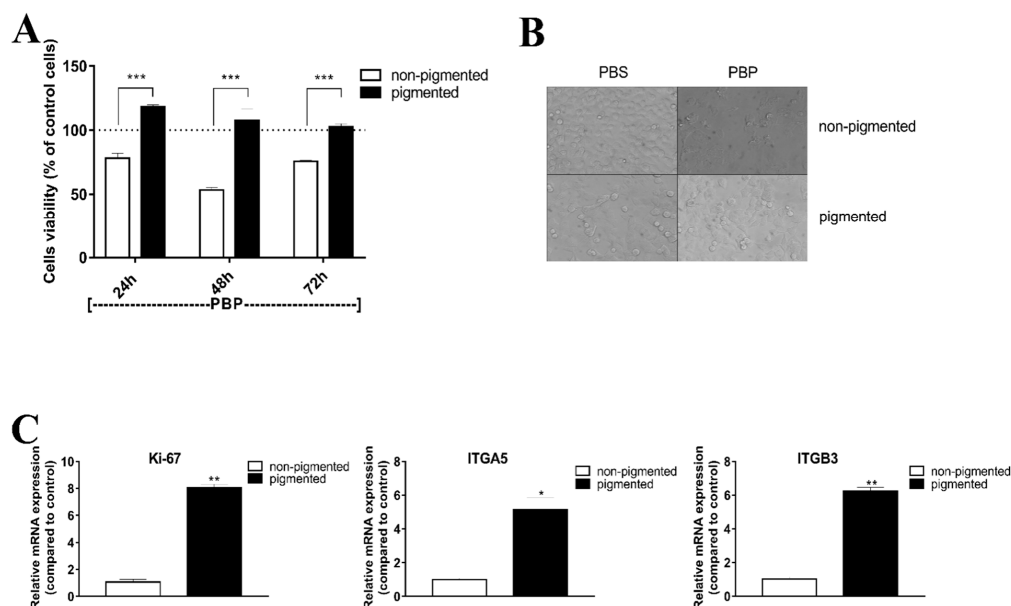 A
Cells viability (% of control cells)
150
100
50
0
***
***
***
non-pigmented
pigmented
24h
48h
72h
[----------------------PBP---------------------]
B
PBS
PBP
non-pigmented
pigmented
C
Relative mRNA expression
(compared to control)
Ki-67
10
8
6
4
2
0
**
non-pigmented
pigmented
Relative mRNA expression
(compared to control)
ITGA5
8
6
4
2
0
*
non-pigmented
pigmented
Relative mRNA expression
(compared to control)
ITGB3
8
6
4
2
0
**
non-pigmented
pigmented